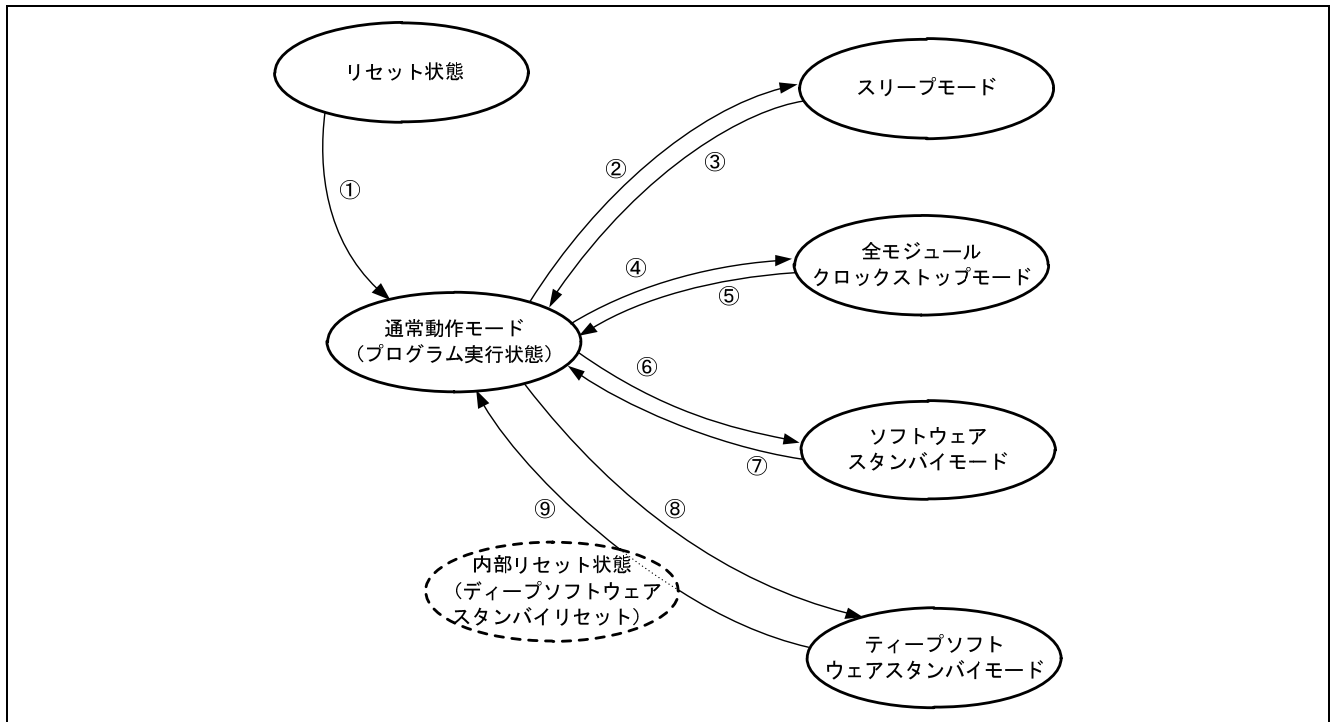 リセット状態
スリープモード
②
③
①
全モジュール
クロックストップモード
④
⑤
通常動作モード
（プログラム実行状態）
⑥
ソフトウェア
スタンバイモード
⑦
⑨
⑧
内部リセット状態
（ディープソフトウェア
スタンバイリセット）
ティープソフト
ウェアスタンバイモード